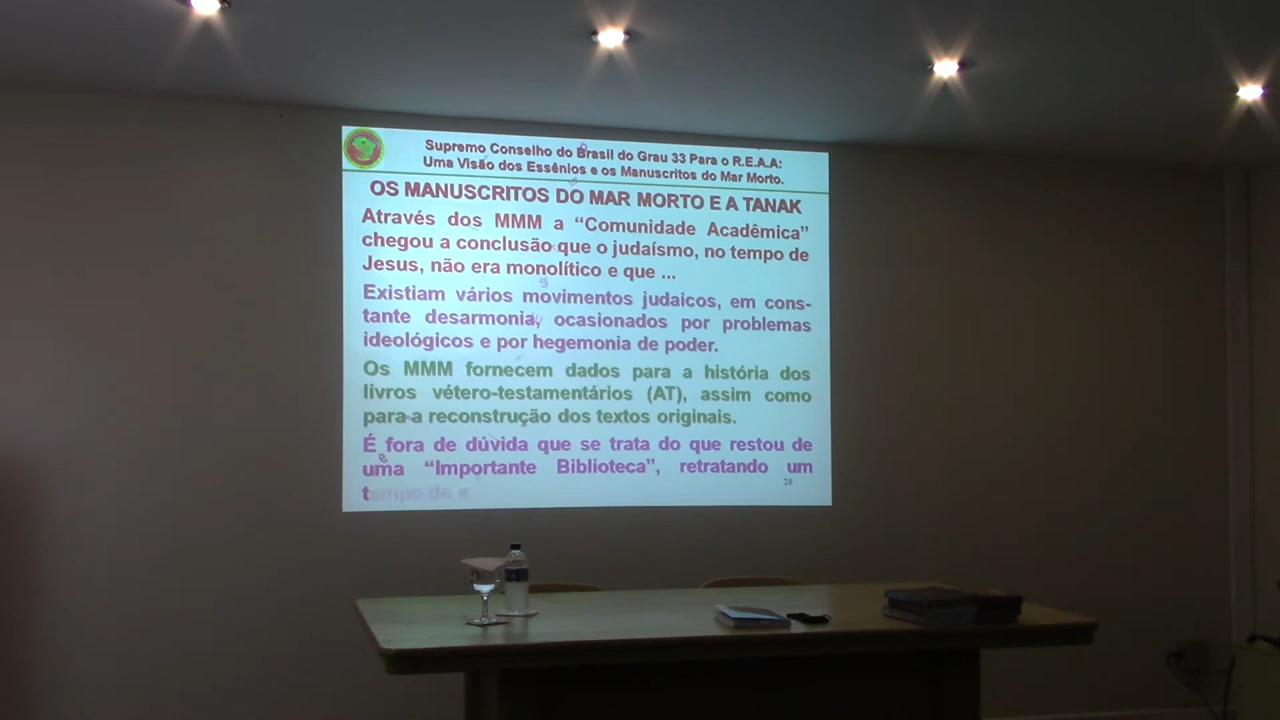 Supremo Conselho do Brasil do Grau 33 Para o R.E.A.A:
Uma Visão dos Essênios e os Manuscritos do Mar Morto.
OS MANUSCRITOS DO MAR MORTO E A TANAK
Através dos MMM a “Comunidade Acadêmica”
chegou a conclusão que o judaísmo, no tempo de
Jesus, não era monolítico e que ...
Existiam vários movimentos judaicos, em cons-
tante desarmonia, ocasionados por problemas
ideológicos e por hegemonia de poder.
Os MMM fornecem dados para a história dos
livros vétero-testamentários (AT), assim como
para a reconstrução dos textos originais.
É fora de dúvida que se trata do que restou de
uma “Importante Biblioteca”, retratando um
tempo de e
28